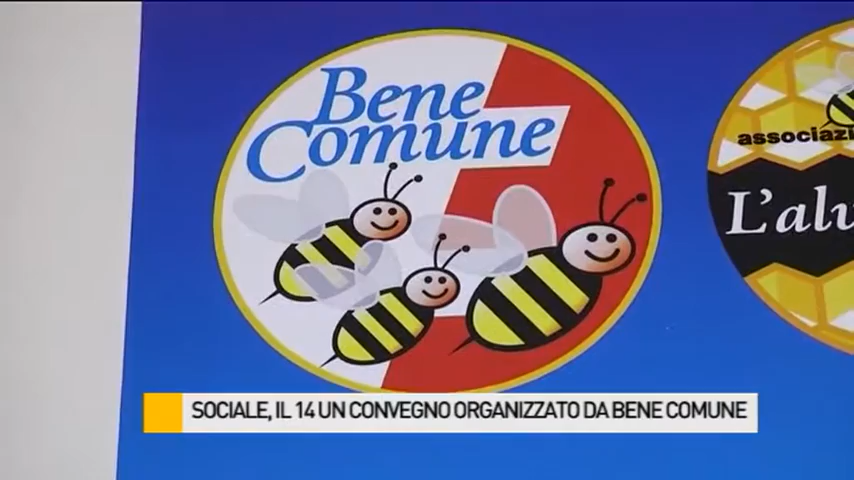 Bene
Comune
associazi
L'alv
SOCIALE, IL 14 UN CONVEGNO ORGANIZZATO DA BENE COMUNE